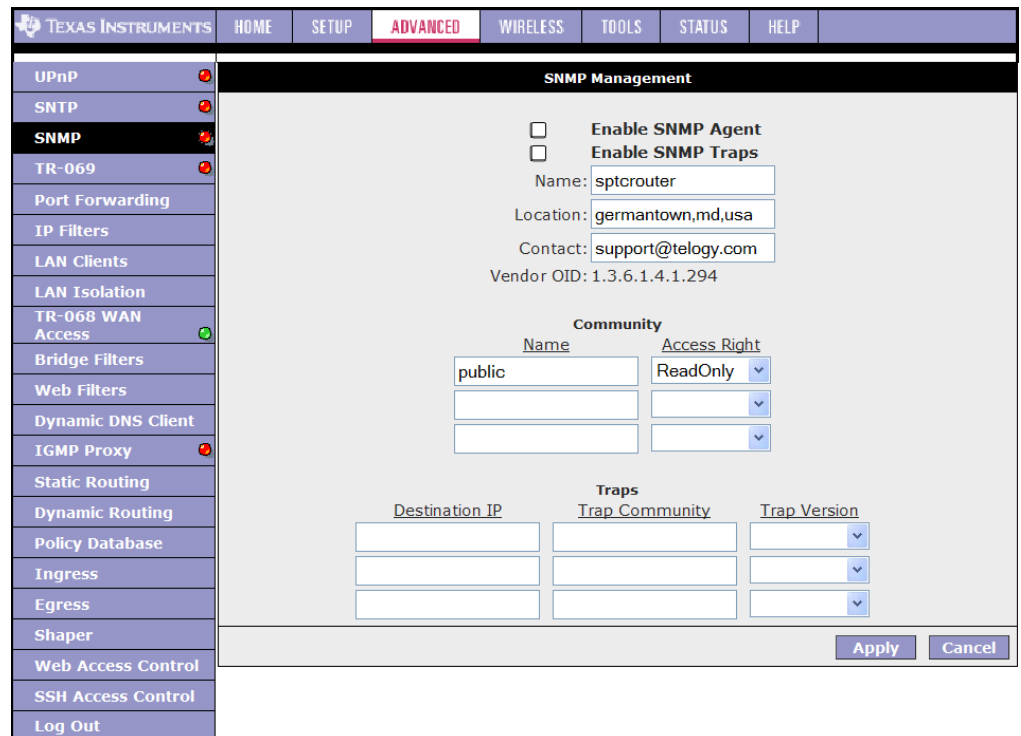 TEXAS INSTRUMENTS HOME SETUP ADVANCED WIRELESS TOOLS STATUS HELP
UPnP
SNTP
SNMP
TR-069
Port Forwarding
IP Filters
LAN Clients
LAN Isolation
TR-068 WAN
Access
Bridge Filters
Web Filters
Dynamic DNS Client
IGMP Proxy
Static Routing
Dynamic Routing
Policy Database
Ingress
Egress
Shaper
Web Access Control
SSH Access Control
Log Out
SNMP Management
Enable SNMP Agent
Enable SNMP Traps
Name: sptcrouter
Location: germantown,md,usa
Contact: support@telogy.com
Vendor OID: 1.3.6.1.4.1.294
Community
Name Access Right
public ReadOnly
Traps
Destination IP Trap Community Trap Version
Apply Cancel